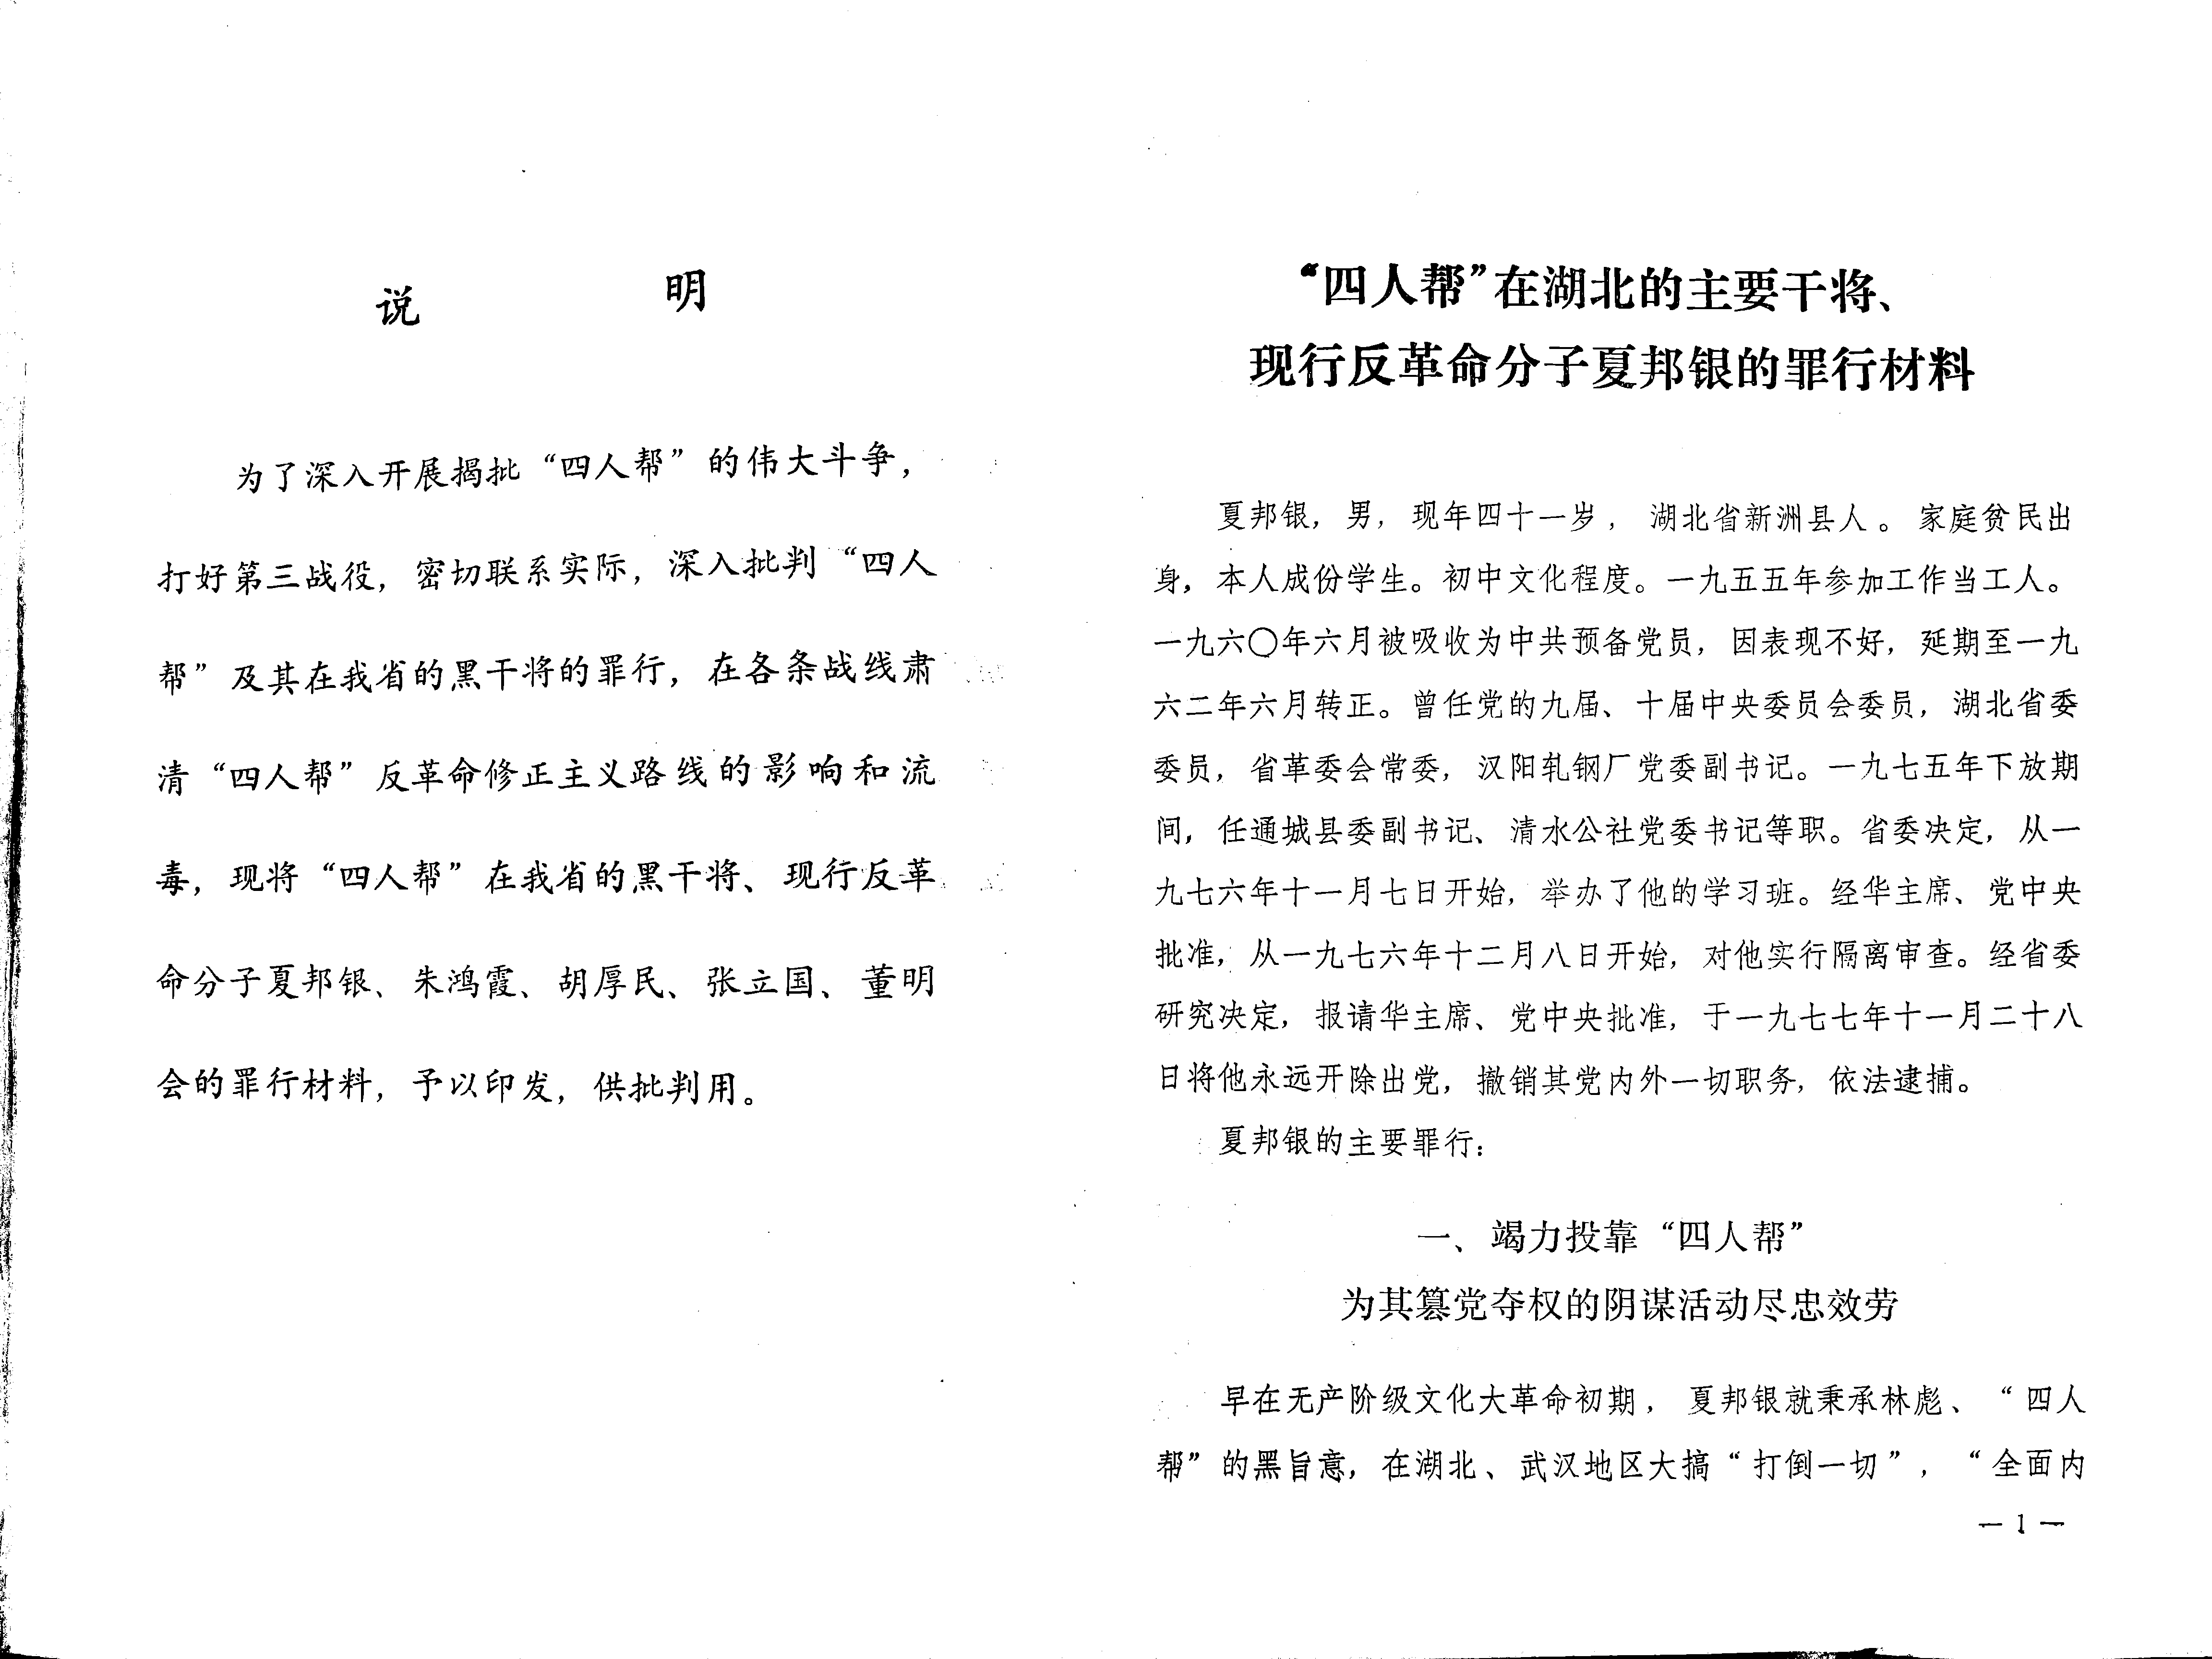 说 明
为了深入开展揭批“四人帮”的伟大斗争，
打好第三战役，密切联系实际，深入批判“四人
帮”及其在我省的黑干将的罪行，在各条战线肃
清“四人帮”反革命修正主义路线的影响和流
毒，现将“四人帮”在我省的黑干将、现行反革
命分子夏邦银、朱鸿霞、胡厚民、张立国、董明
会的罪行材料，予以印发，供批判用。
“四人帮”在湖北的主要干将、
现行反革命分子夏邦银的罪行材料
夏邦银，男，现年四十一岁，湖北省新洲县人。家庭贫民出
身，本人成份学生。初中文化程度。一九五五年参加工作当工人。
一九六〇年六月被吸收为中共预备党员，因表现不好，延期至一九
六二年六月转正。曾任党的九届、十届中央委员会委员，湖北省委
委员，省革委会常委，汉阳轧钢厂党委副书记。一九七五年下放期
间，任通城县委副书记、清水公社党委书记等职。省委决定，从一
九七六年十一月七日开始，举办了他的学习班。经华主席、党中央
批准，从一九七六年十二月八日开始，对他实行隔离审查。经省委
研究决定，报请华主席、党中央批准，于一九七七年十一月二十八
日将他永远开除出党，撤销其党内外一切职务，依法逮捕。
夏邦银的主要罪行：
一、竭力投靠“四人帮”
为其篡党夺权的阴谋活动尽忠效劳
早在无产阶级文化大革命初期，夏邦银就秉承林彪、“四人
帮”的黑旨意，在湖北、武汉地区大搞“打倒一切”，“全面内
— 1 —